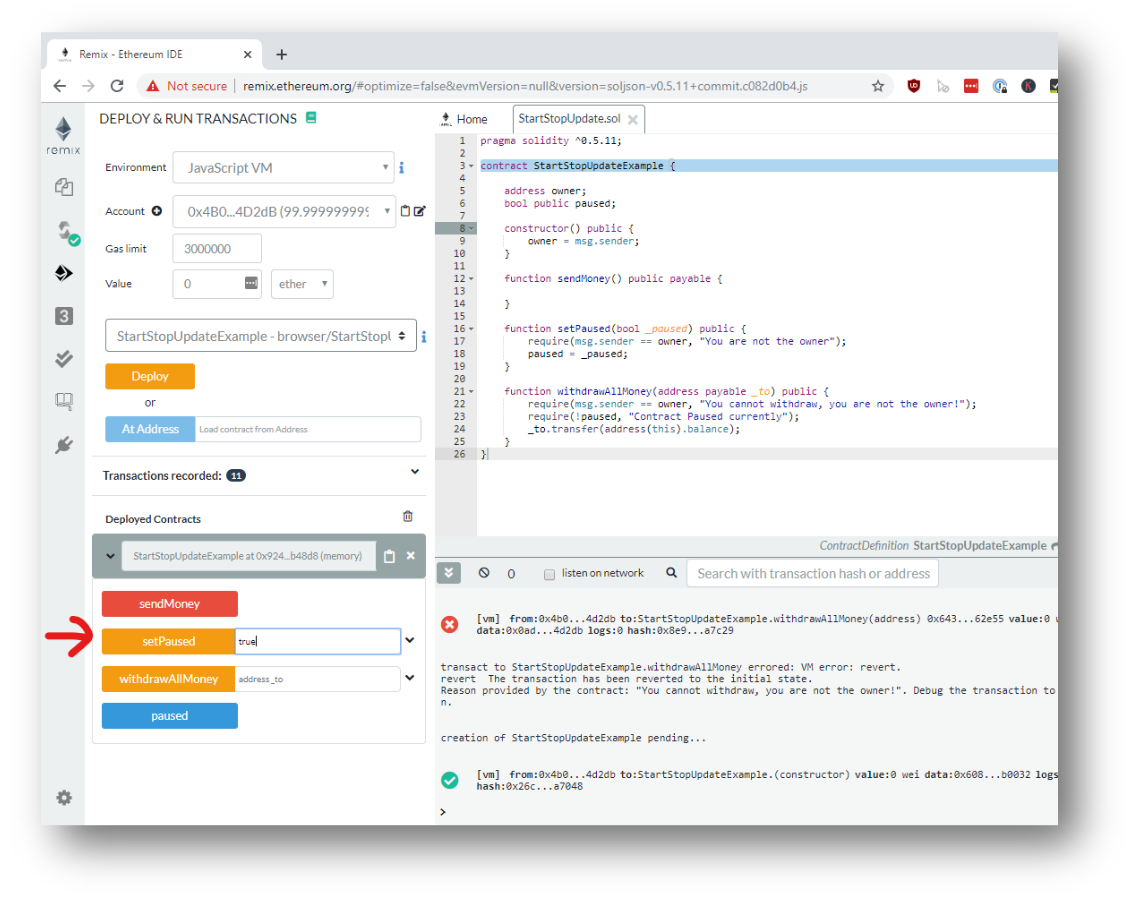 Remix - Ethereum IDE
Not secure | remix.ethereum.org/#optimize=false&evmVersion=null&version=soljson-v0.5.11+commit.c082d0b4.js
remix
DEPLOY & RUN TRANSACTIONS
Environment JavaScript VM
Account 0x4B0...4D2dB (99.999999999
Gas limit 3000000
Value 0 ether
StartStopUpdateExample - browser/StartStopU
Deploy
or
At Address Load contract from Address
Transactions recorded: 11
Deployed Contracts
StartStopUpdateExample at 0x924...b48d8 (memory)
sendMoney
setPaused true
withdrawAllMoney address _to
paused
Home StartStopUpdate.sol
1 pragma solidity ^0.5.11;
2
3 contract StartStopUpdateExample {
4
5 address owner;
6 bool public paused;
7
8 constructor() public {
9 owner = msg.sender;
10 }
11
12 function sendMoney() public payable {
13
14 }
15
16 function setPaused(bool _paused) public {
17 require(msg.sender == owner, "You are not the owner");
18 paused = _paused;
19 }
20
21 function withdrawAllMoney(address payable _to) public {
22 require(msg.sender == owner, "You cannot withdraw, you are not the owner!");
23 require(!paused, "Contract Paused currently");
24 _to.transfer(address(this).balance);
25 }
26 }
ContractDefinition StartStopUpdateExample
0 listen on network Search with transaction hash or address
[vm] from:0x4b0...4d2db to:StartStopUpdateExample.withdrawAllMoney(address) 0x643...62e55 value:0 w
data:0x0ad...4d2db logs:0 hash:0x8e9...a7c29
transact to StartStopUpdateExample.withdrawAllMoney errored: VM error: revert.
revert The transaction has been reverted to the initial state.
Reason provided by the contract: "You cannot withdraw, you are not the owner!". Debug the transaction to
n.
creation of StartStopUpdateExample pending...
[vm] from:0x4b0...4d2db to:StartStopUpdateExample.(constructor) value:0 wei data:0x608...b0032 logs
hash:0x26c...a7048
>